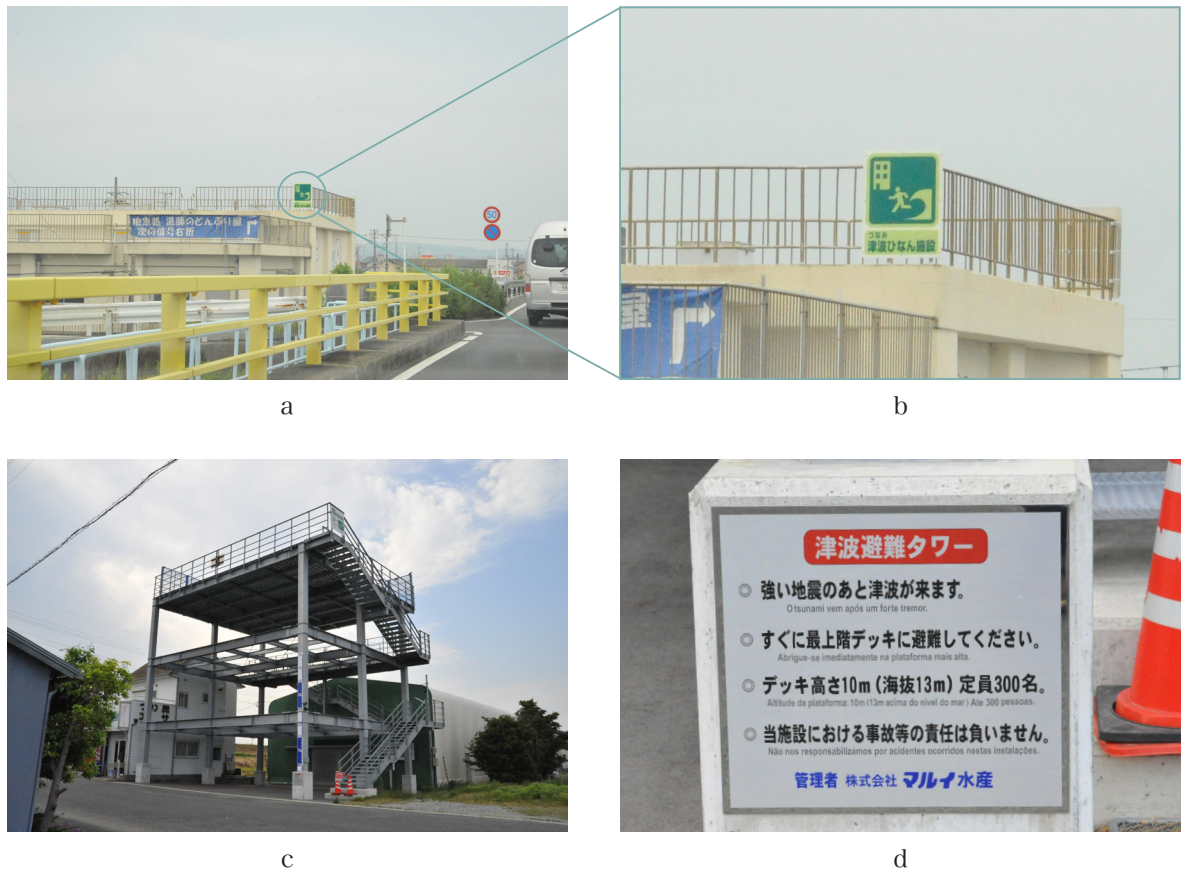 漁師のどんぶり屋
次の信号右折
50
a
つなみ
津波ひなん施設
b
c
津波避難タワー
◎ 強い地震のあと津波が来ます。
O tsunami vem após um forte tremor.
◎ すぐに最上階デッキに避難してください。
Abrigue-se imediatamente na plataforma mais alta.
◎ デッキ高さ10m(海抜13m)定員300名。
Altitude da plataforma: 10m (13m acima do nivel do mar) Ate 300 pessoas.
◎ 当施設における事故等の責任は負いません。
Não nos responsabilizamos por acidentes ocorridos nestas instalações.
管理者 株式会社 マルイ水産
d